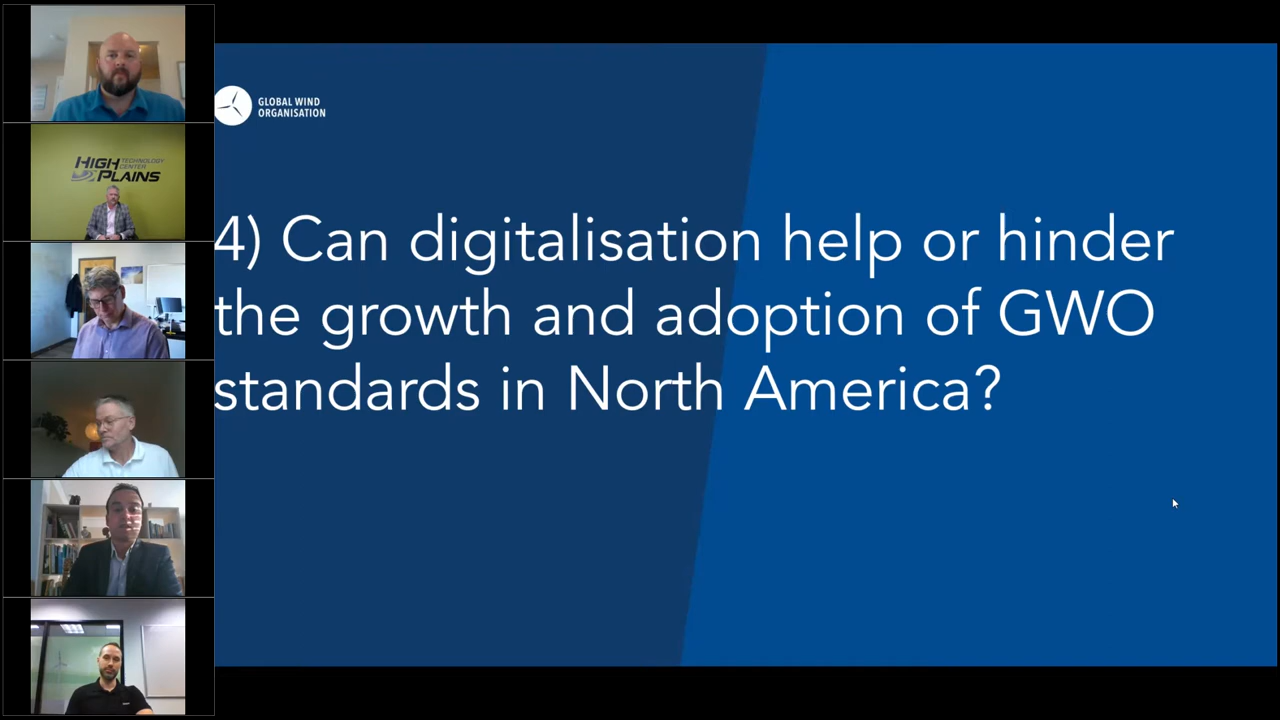 HIGH TECHNOLOGY
CENTER
PLAINS
GLOBAL WIND
ORGANISATION
4) Can digitalisation help or hinder
the growth and adoption of GWO
standards in North America?